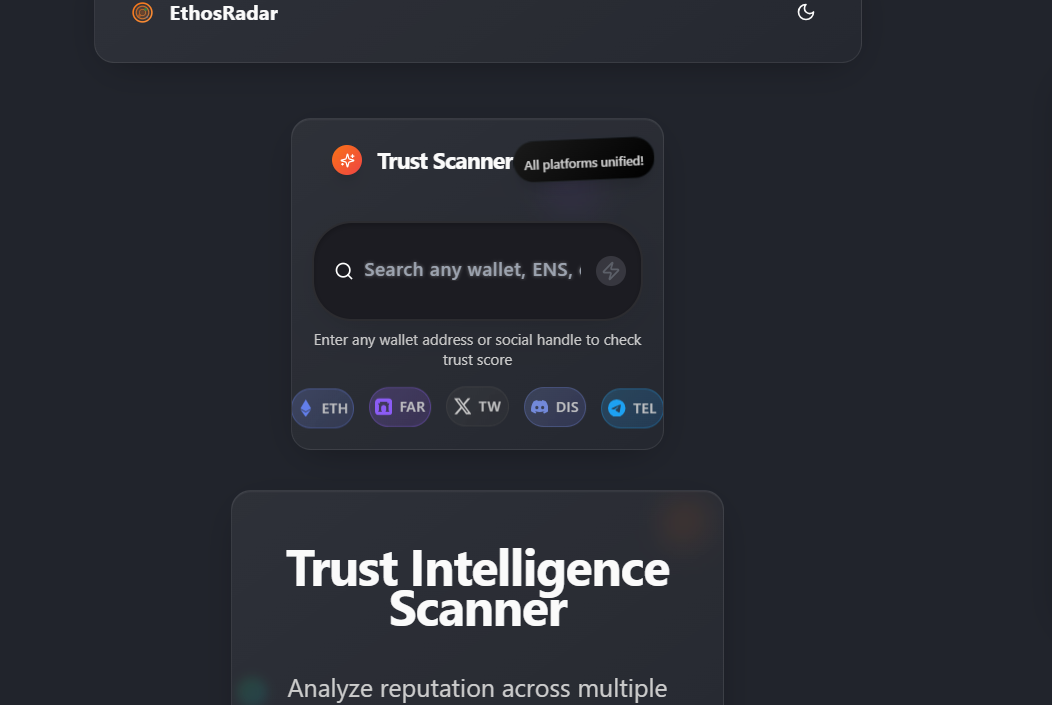 EthosRadar
Trust Scanner
All platforms unified!
Search any wallet, ENS,
Enter any wallet address or social handle to check
trust score
ETH
FAR
TW
DIS
TEL
Trust Intelligence
Scanner
Analyze reputation across multiple